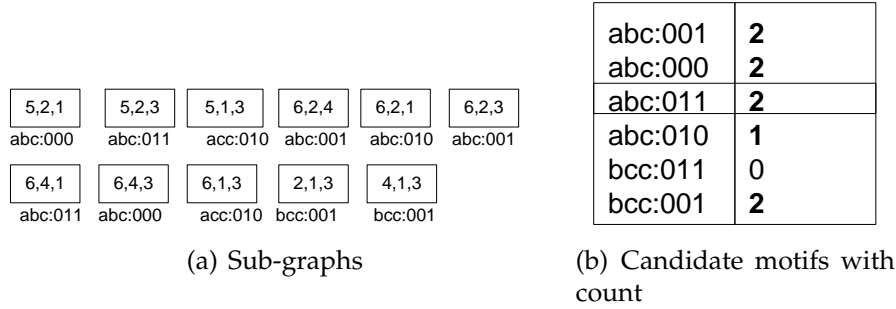 5,2,1 5,2,3 5,1,3 6,2,4 6,2,1 6,2,3
abc:000 abc:011 acc:010 abc:001 abc:010 abc:001
6,4,1 6,4,3 6,1,3 2,1,3 4,1,3
abc:011 abc:000 acc:010 bcc:001 bcc:001
(a) Sub-graphs
abc:001 2
abc:000 2
abc:011 2
abc:010 1
bcc:011 0
bcc:001 2
(b) Candidate motifs with
count